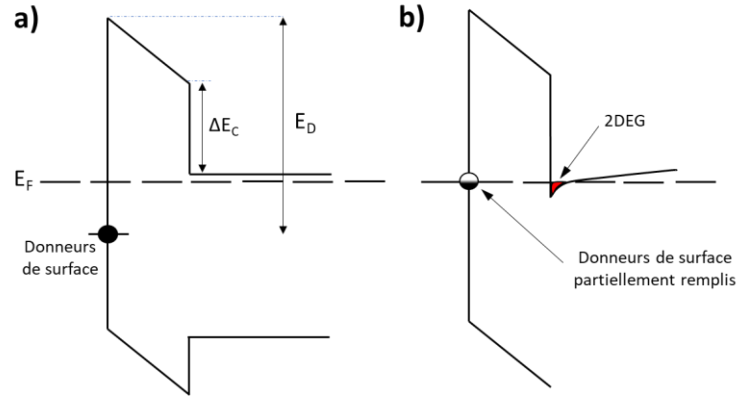 a)
ΔE_C
E_D
E_F
Donneurs
de surface
b)
2DEG
Donneurs de surface
partiellement remplis